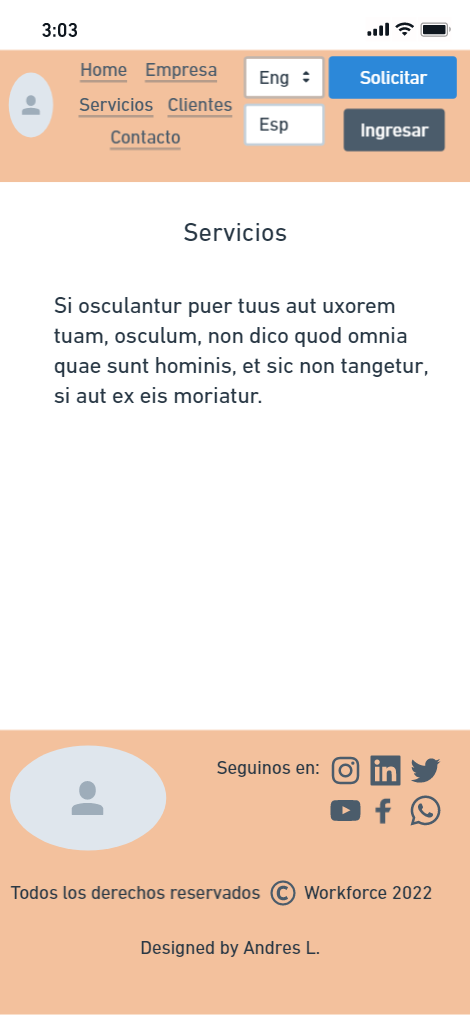 3:03
Home Empresa
Servicios Clientes
Contacto
Eng
Esp
Solicitar
Ingresar
Servicios
Si osculantur puer tuus aut uxorem
tuam, osculum, non dico quod omnia
quae sunt hominis, et sic non tangetur,
si aut ex eis moriatur.
Seguinos en:
Todos los derechos reservados © Workforce 2022
Designed by Andres L.